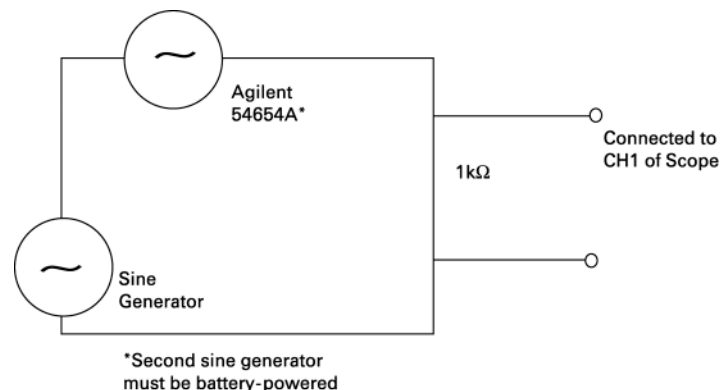 Agilent
54654A*
Connected to
CH1 of Scope
1kΩ
Sine
Generator
*Second sine generator
must be battery-powered